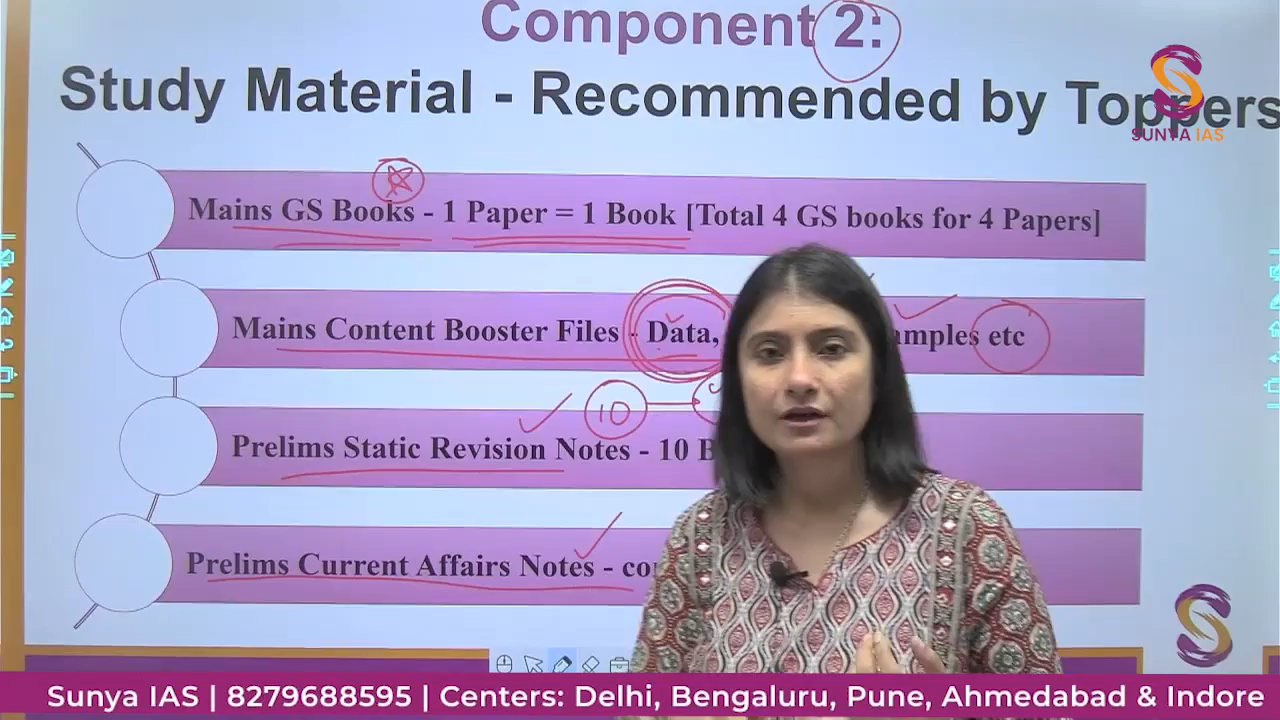 Component 2:
Study Material - Recommended by Toppers
SUNYA IAS
Mains GS Books - 1 Paper = 1 Book [Total 4 GS books for 4 Papers]
Mains Content Booster Files - Data, etc
10
Prelims Static Revision Notes - 10
Prelims Current Affairs Notes -
Sunya IAS | 8279688595 | Centers: Delhi, Bengaluru, Pune, Ahmedabad & Indore